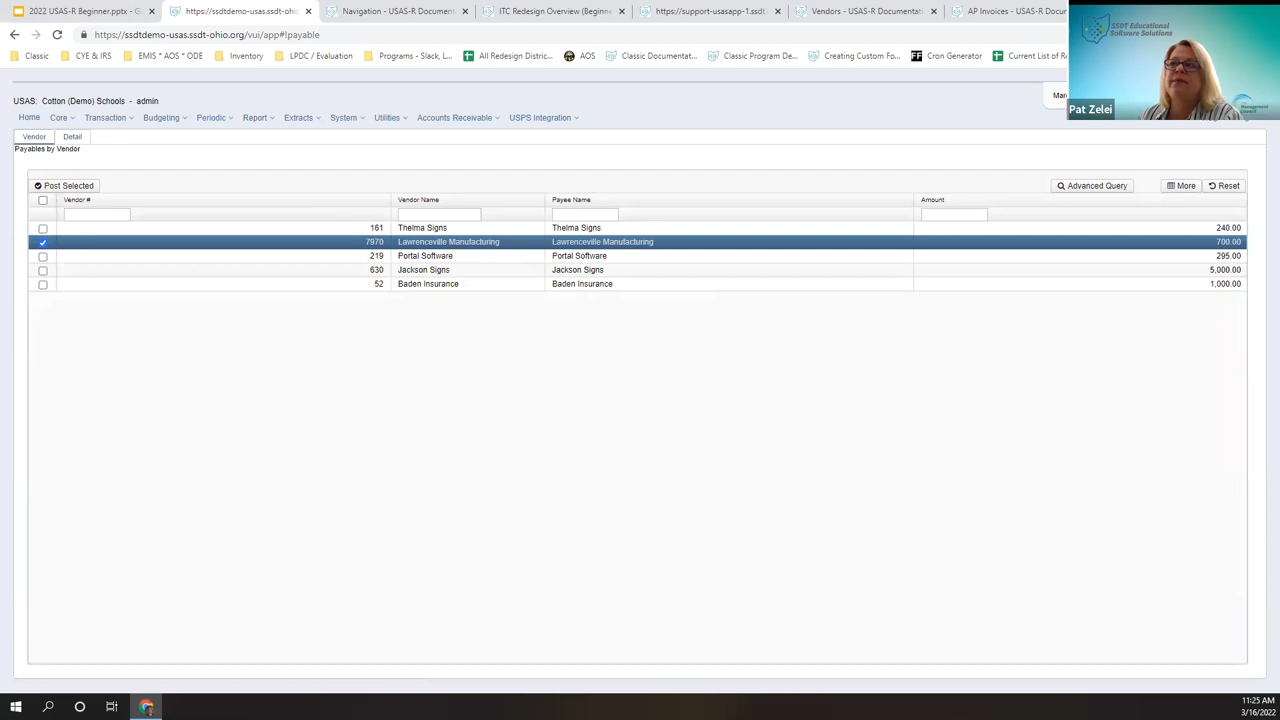 2022 USAS-R Beginner.pptx - G
https://ssdtdemo-usas.ssdt-ohio
Navigation - USAS-R Documenta
ITC Redesign Overview (Beginne
https://support-usasapp-1.ssdt-
Vendors - USAS-R Documentati
AP Invoices - USAS-R Docu
https://ssdtdemo-usas.ssdt-ohio.org/vui/app#!payable
Classic
CYE & IRS
EMIS * AOS * ODE
Inventory
LPDC / Evaluation
Programs - Slack, L...
All Redesign Distric...
AOS
Classic Documentat...
Classic Program De...
Creating Custom Fo...
Cron Generator
Current List of R
SSDT Educational
Software Solutions
Management
Council
Pat Zelei
USAS: Cotton (Demo) Schools - admin
Mar
Home Core Transaction Budgeting Periodic Report Extracts System Utilities Accounts Receivable USPS Integration
Vendor Detail
Payables by Vendor
Post Selected Advanced Query More Reset
Vendor # Vendor Name Payee Name Amount
161 Thelma Signs Thelma Signs 240.00
7970 Lawrenceville Manufacturing Lawrenceville Manufacturing 700.00
219 Portal Software Portal Software 295.00
630 Jackson Signs Jackson Signs 5,000.00
52 Baden Insurance Baden Insurance 1,000.00
11:25 AM
3/16/2022